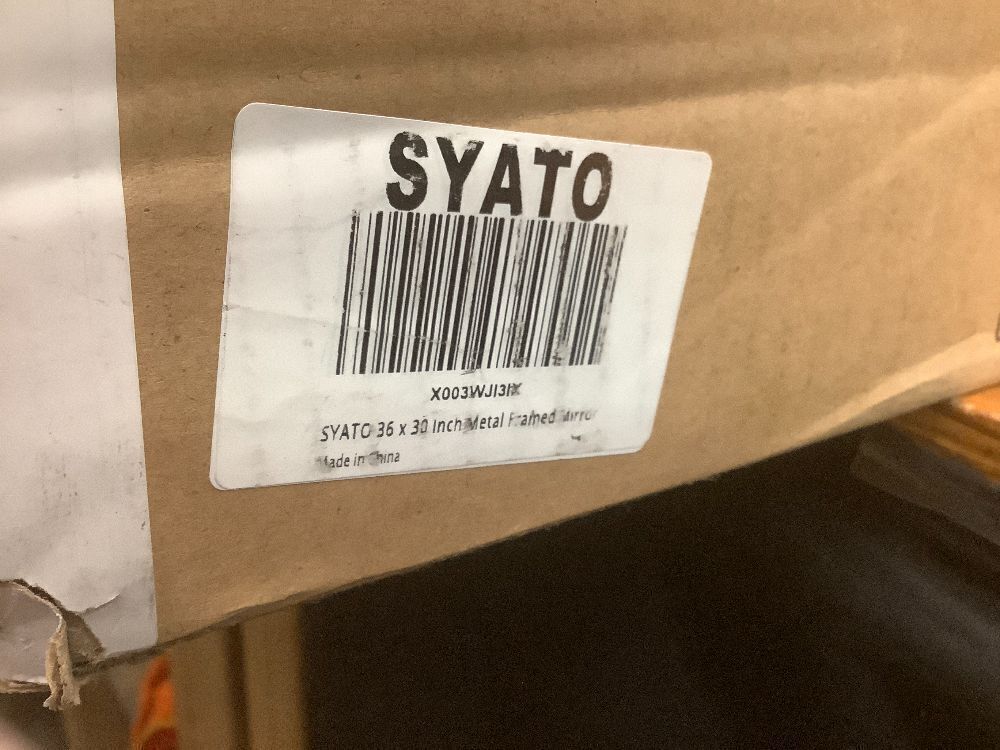 SYATO
X003WJI3IX
SYATO 36 x 30 Inch Metal Framed Mirror
Made in China